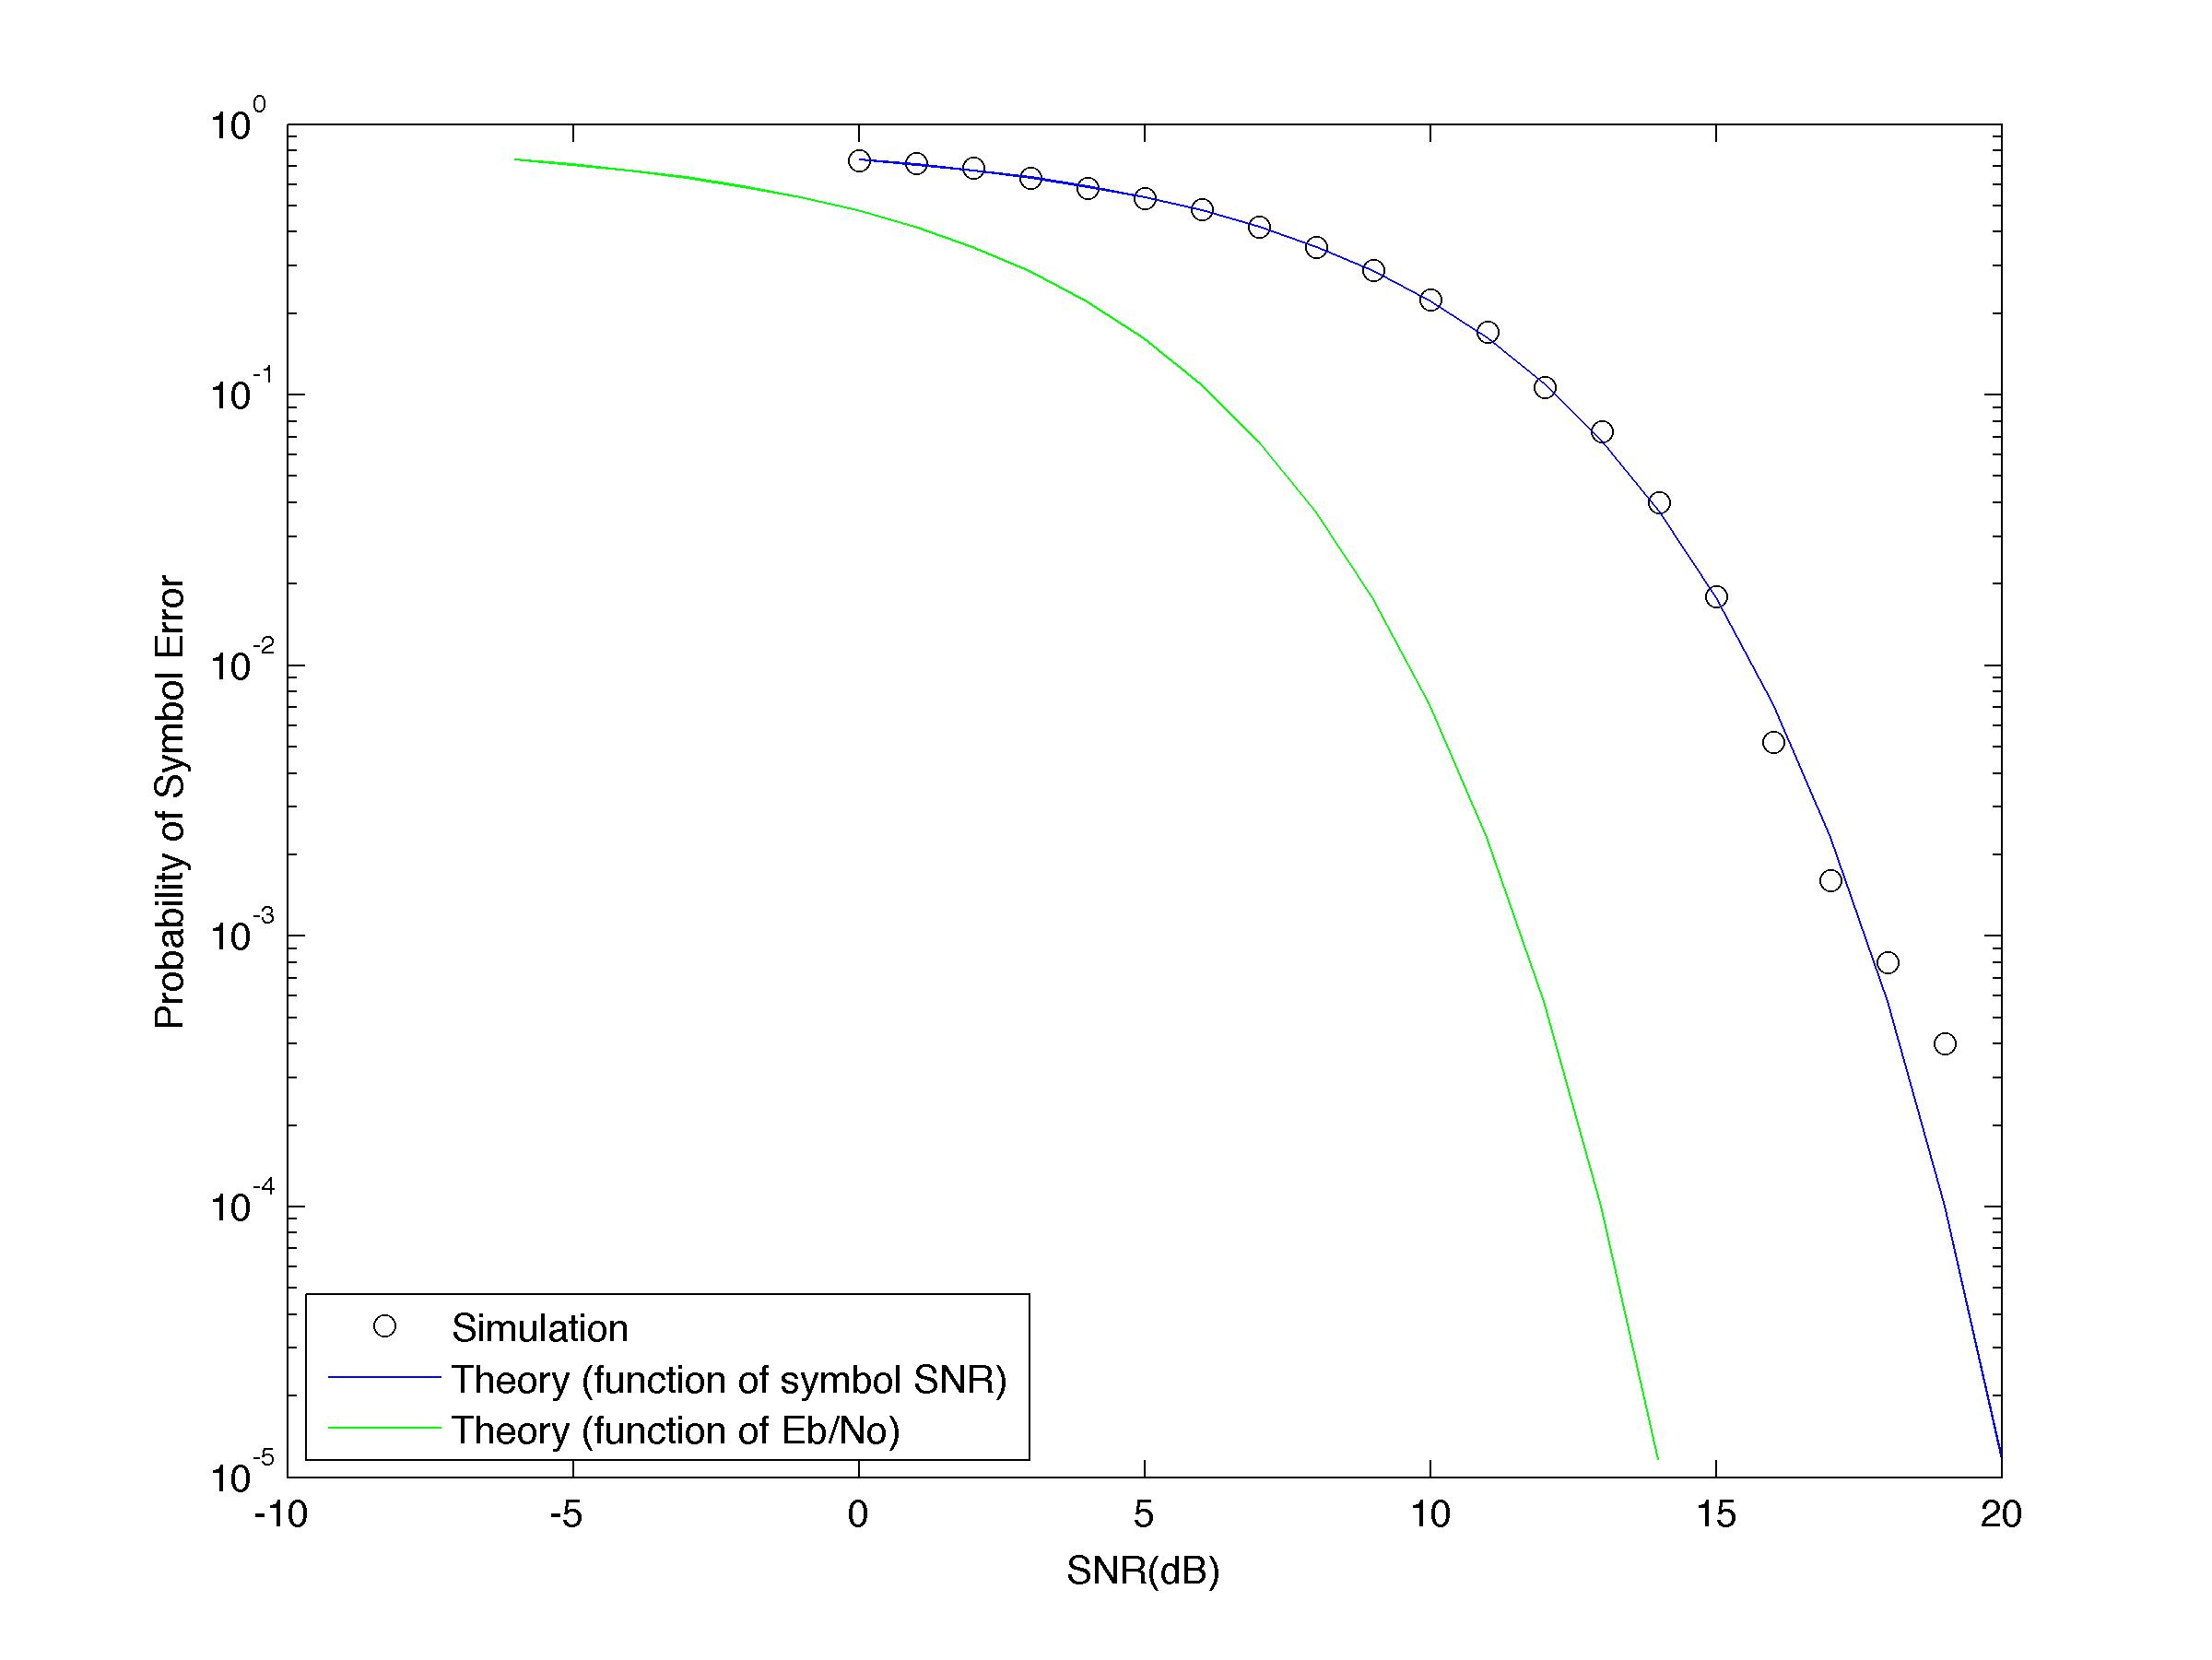 10^0
10^-1
10^-2
10^-3
10^-4
10^-5
Probability of Symbol Error
Simulation
Theory (function of symbol SNR)
Theory (function of Eb/No)
-10 -5 0 5 10 15 20
SNR(dB)